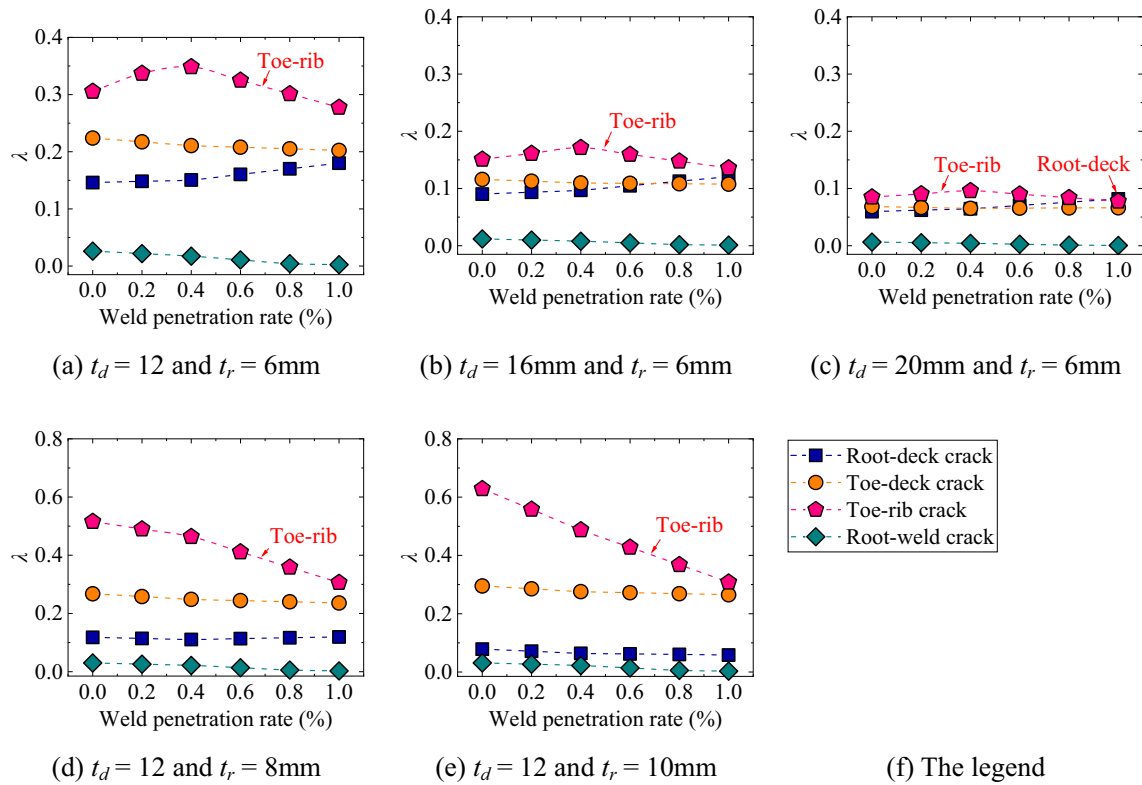 0.4
0.3
0.2
0.1
0.0
λ
Toe-rib
0.0 0.2 0.4 0.6 0.8 1.0
Weld penetration rate (%)
(a) t_d = 12 and t_r = 6mm
0.4
0.3
0.2
0.1
0.0
λ
Toe-rib
0.0 0.2 0.4 0.6 0.8 1.0
Weld penetration rate (%)
(b) t_d = 16mm and t_r = 6mm
0.4
0.3
0.2
0.1
0.0
λ
Toe-rib
Root-deck
0.0 0.2 0.4 0.6 0.8 1.0
Weld penetration rate (%)
(c) t_d = 20mm and t_r = 6mm
0.8
0.6
0.4
0.2
0.0
λ
Toe-rib
0.0 0.2 0.4 0.6 0.8 1.0
Weld penetration rate (%)
(d) t_d = 12 and t_r = 8mm
0.8
0.6
0.4
0.2
0.0
λ
Toe-rib
0.0 0.2 0.4 0.6 0.8 1.0
Weld penetration rate (%)
(e) t_d = 12 and t_r = 10mm
Root-deck crack
Toe-deck crack
Toe-rib crack
Root-weld crack
(f) The legend